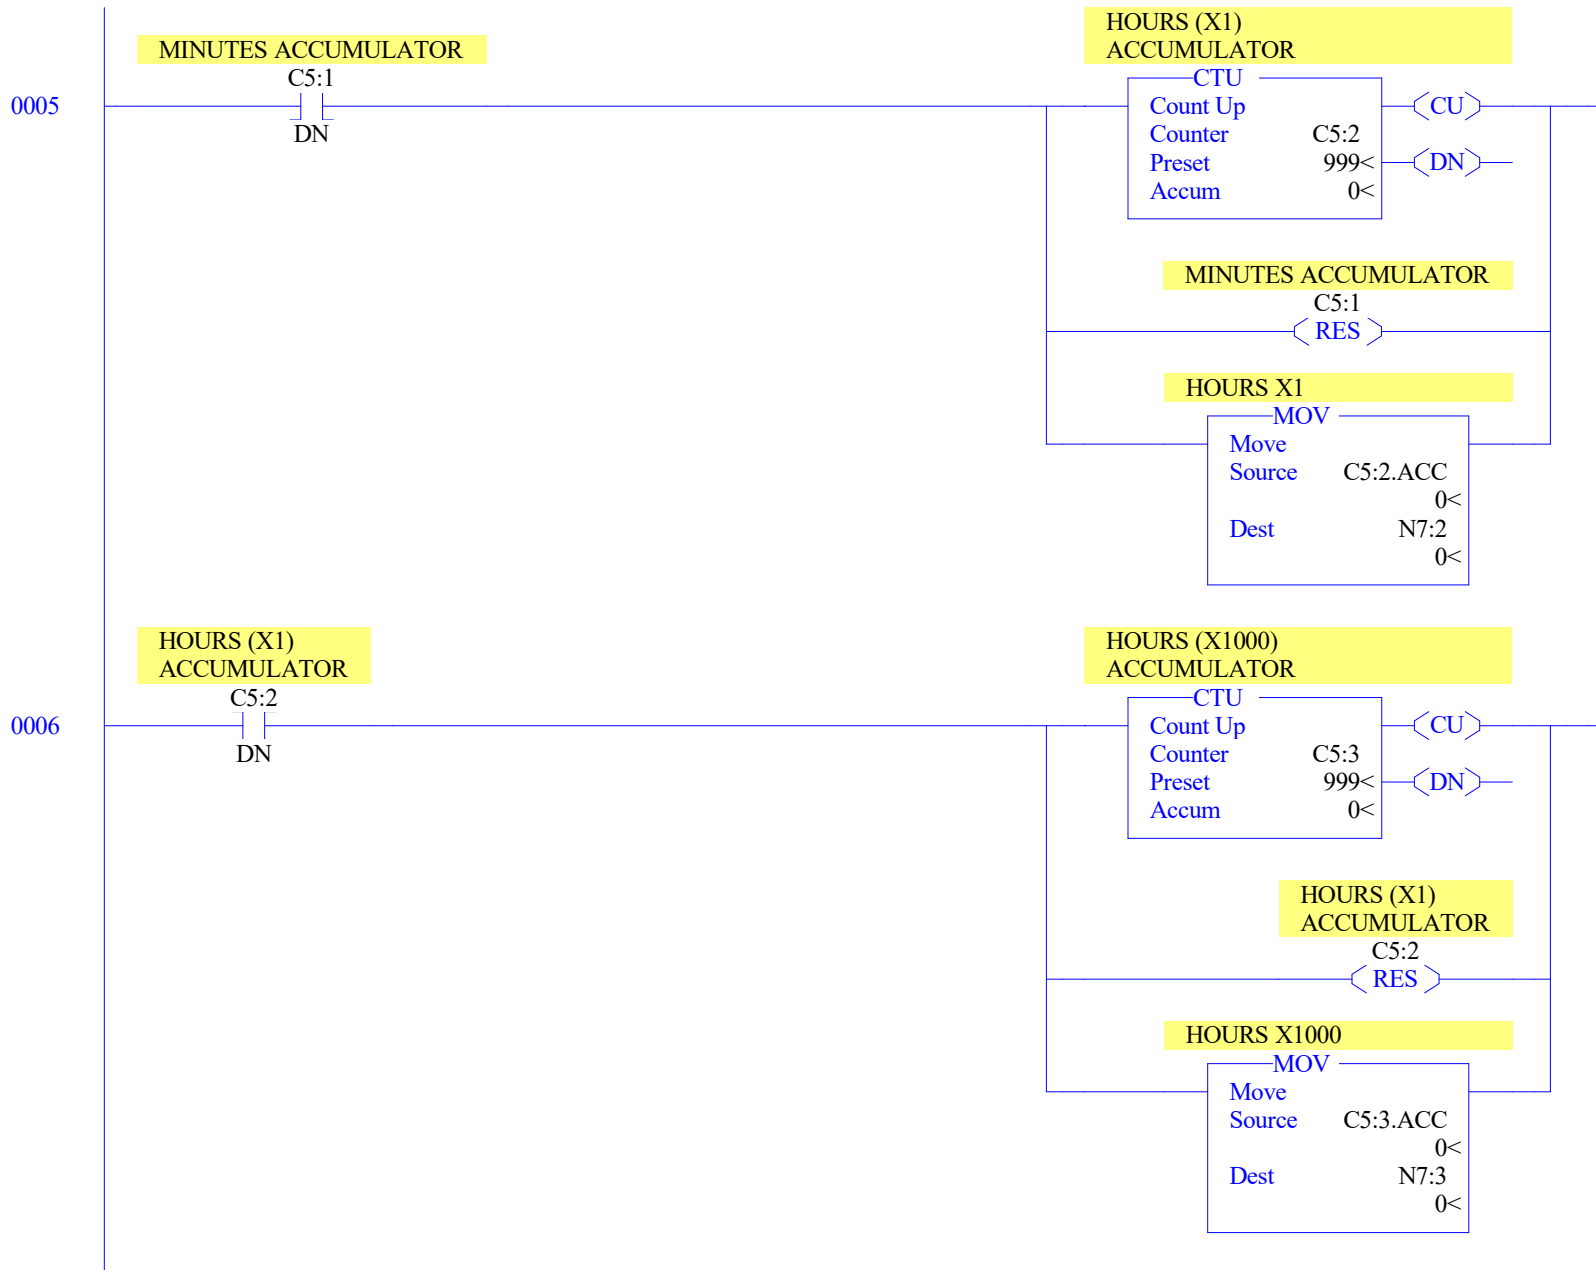 MINUTES ACCUMULATOR
C5:1
DN
0005
HOURS (X1)
ACCUMULATOR
CTU
Count Up
Counter C5:2
Preset 999<
Accum 0<
CU
DN
MINUTES ACCUMULATOR
C5:1
RES
HOURS X1
MOV
Move
Source C5:2.ACC
0<
Dest N7:2
0<
HOURS (X1)
ACCUMULATOR
C5:2
DN
0006
HOURS (X1000)
ACCUMULATOR
CTU
Count Up
Counter C5:3
Preset 999<
Accum 0<
CU
DN
HOURS (X1)
ACCUMULATOR
C5:2
RES
HOURS X1000
MOV
Move
Source C5:3.ACC
0<
Dest N7:3
0<